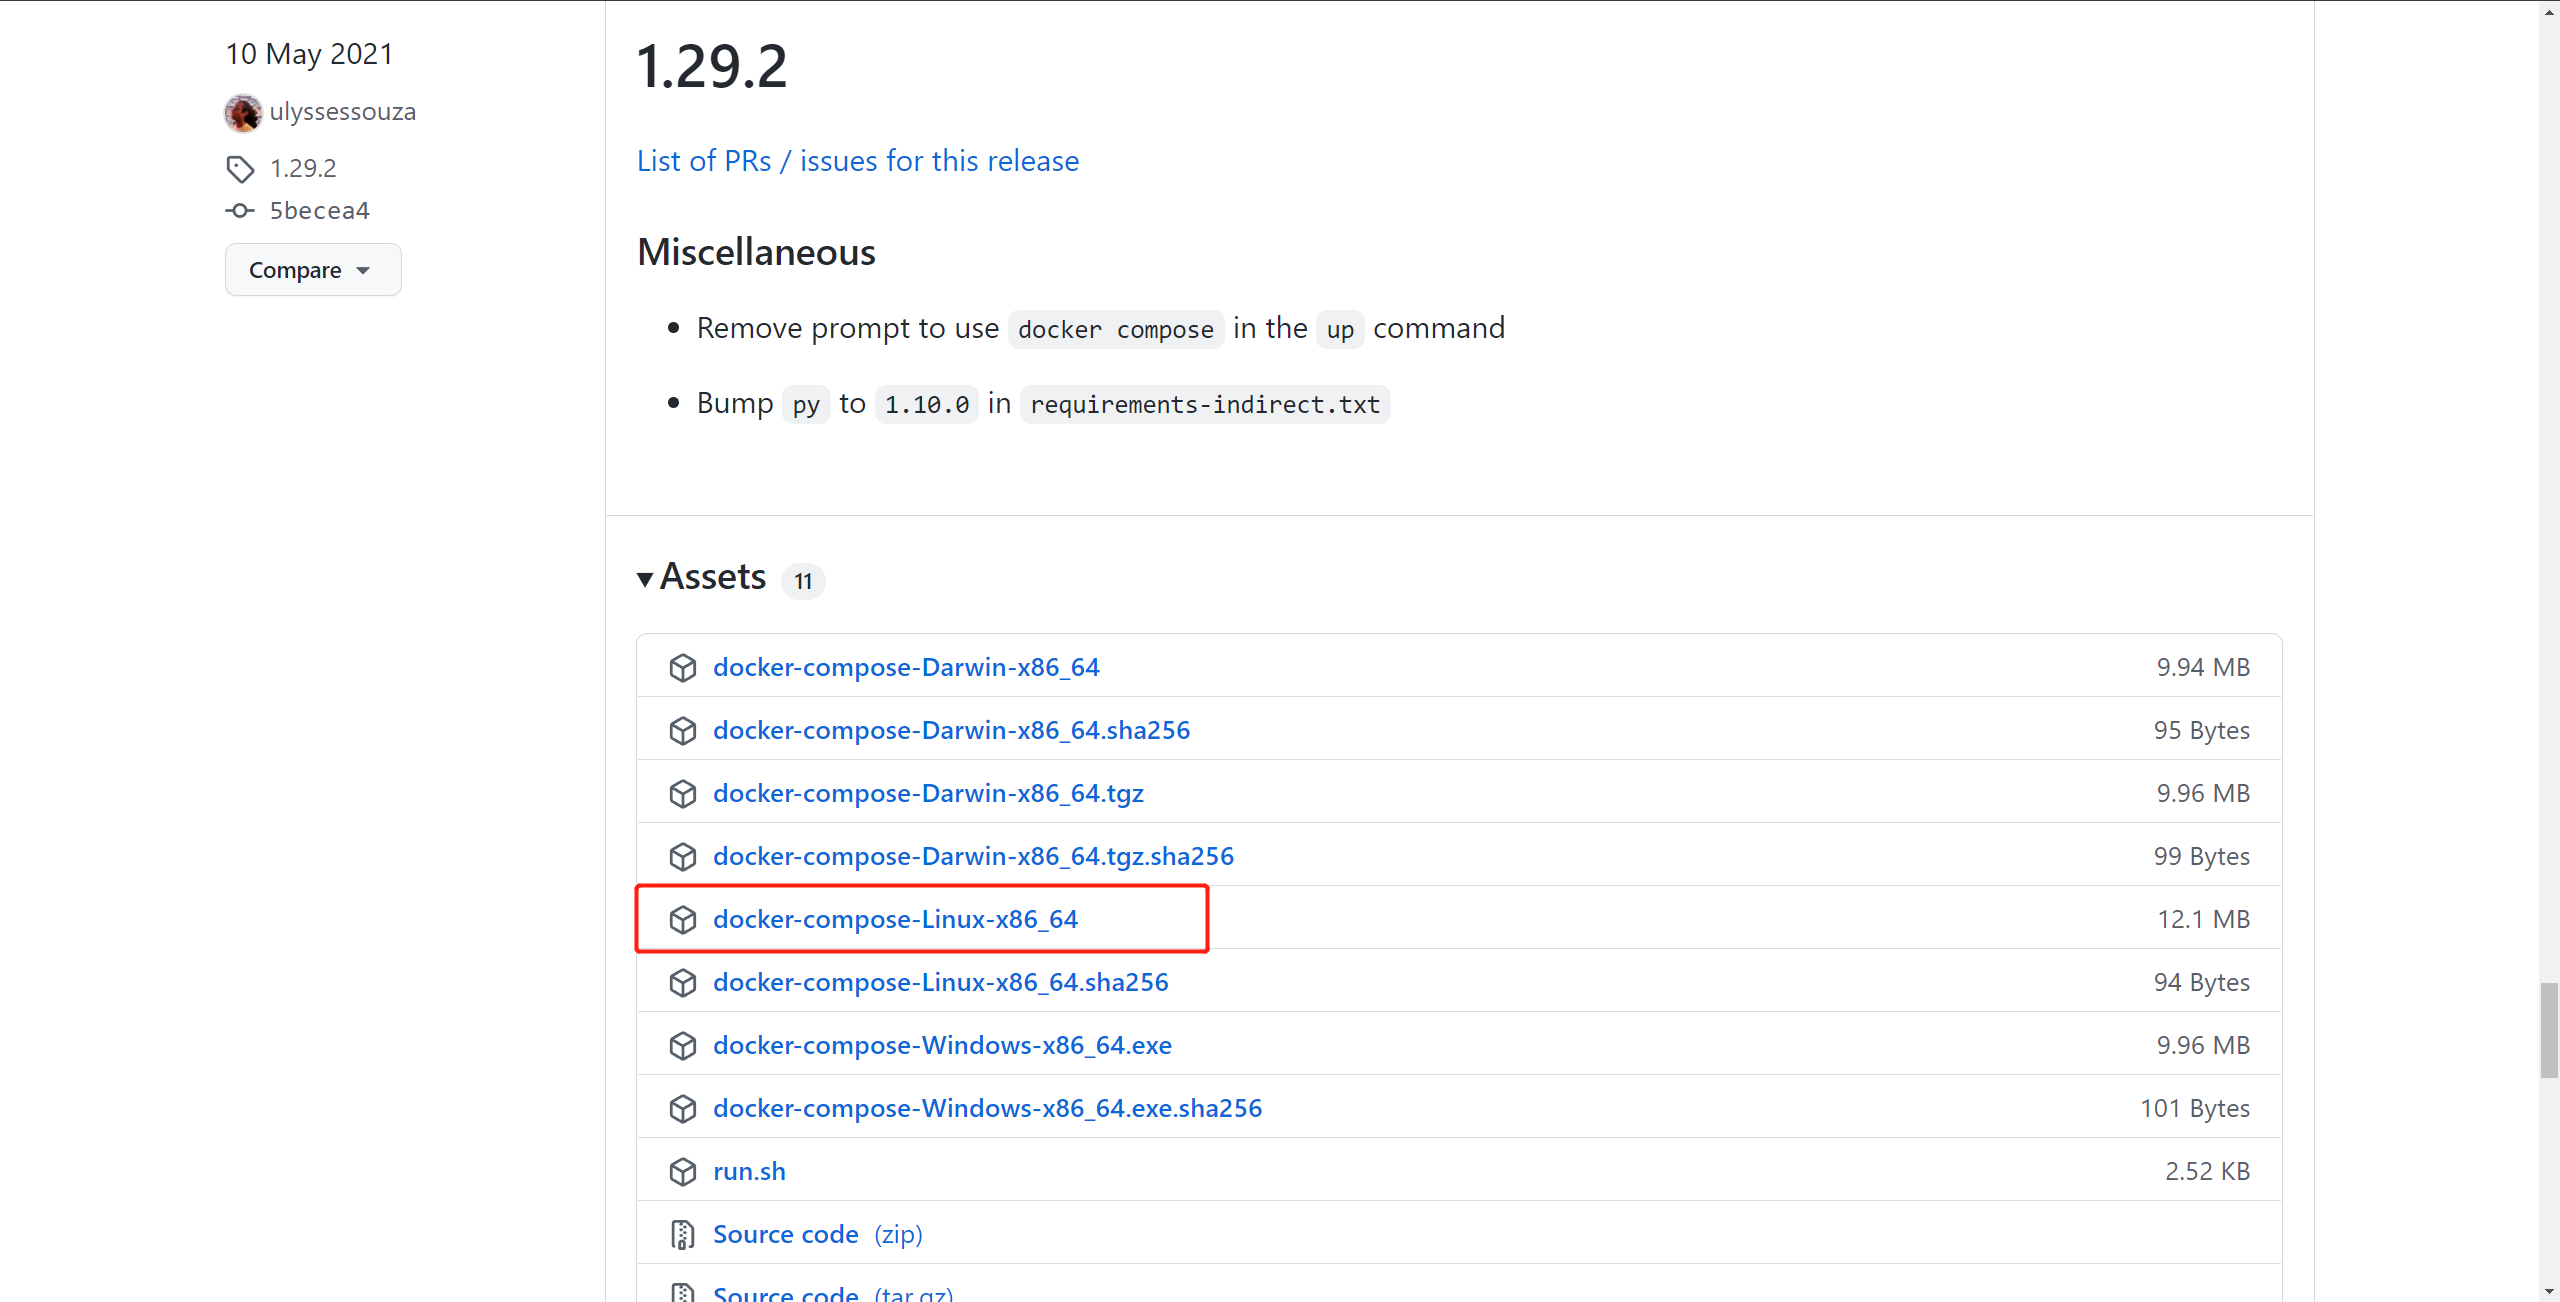 10 May 2021
ulyssessouza
1.29.2
5becea4
Compare
1.29.2
List of PRs / issues for this release
Miscellaneous
Remove prompt to use docker compose in the up command
Bump py to 1.10.0 in requirements-indirect.txt
Assets 11
docker-compose-Darwin-x86_64 9.94 MB
docker-compose-Darwin-x86_64.sha256 95 Bytes
docker-compose-Darwin-x86_64.tgz 9.96 MB
docker-compose-Darwin-x86_64.tgz.sha256 99 Bytes
docker-compose-Linux-x86_64 12.1 MB
docker-compose-Linux-x86_64.sha256 94 Bytes
docker-compose-Windows-x86_64.exe 9.96 MB
docker-compose-Windows-x86_64.exe.sha256 101 Bytes
run.sh 2.52 KB
Source code (zip)
Source code (tar.gz)